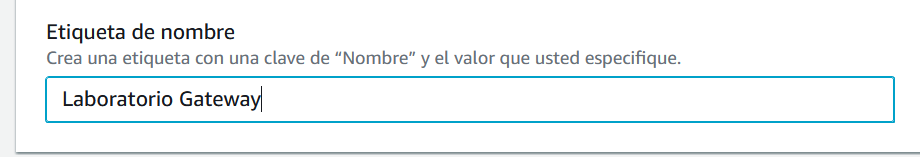 Etiqueta de nombre
Crea una etiqueta con una clave de “Nombre” y el valor que usted especifique.
Laboratorio Gateway